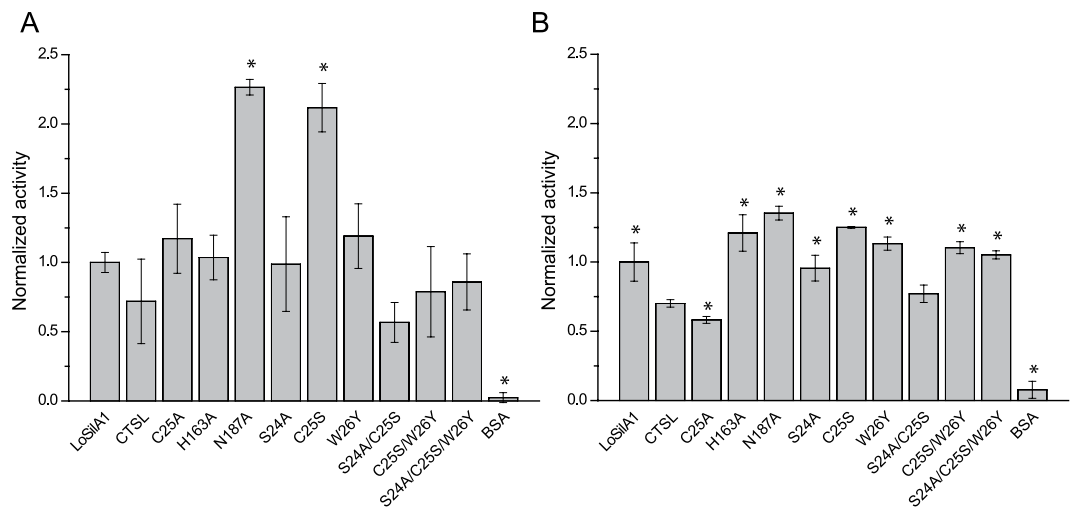 A
Normalized activity
2.5
2.0
1.5
1.0
0.5
0.0
*
*
*
LoSilA1
CTSL
C25A
H163A
N187A
S24A
C25S
W26Y
S24A/C25S
C25S/W26Y
S24A/C25S/W26Y
BSA
B
Normalized activity
2.5
2.0
1.5
1.0
0.5
0.0
*
*
*
*
*
*
*
*
*
*
LoSilA1
CTSL
C25A
H163A
N187A
S24A
C25S
W26Y
S24A/C25S
C25S/W26Y
S24A/C25S/W26Y
BSA